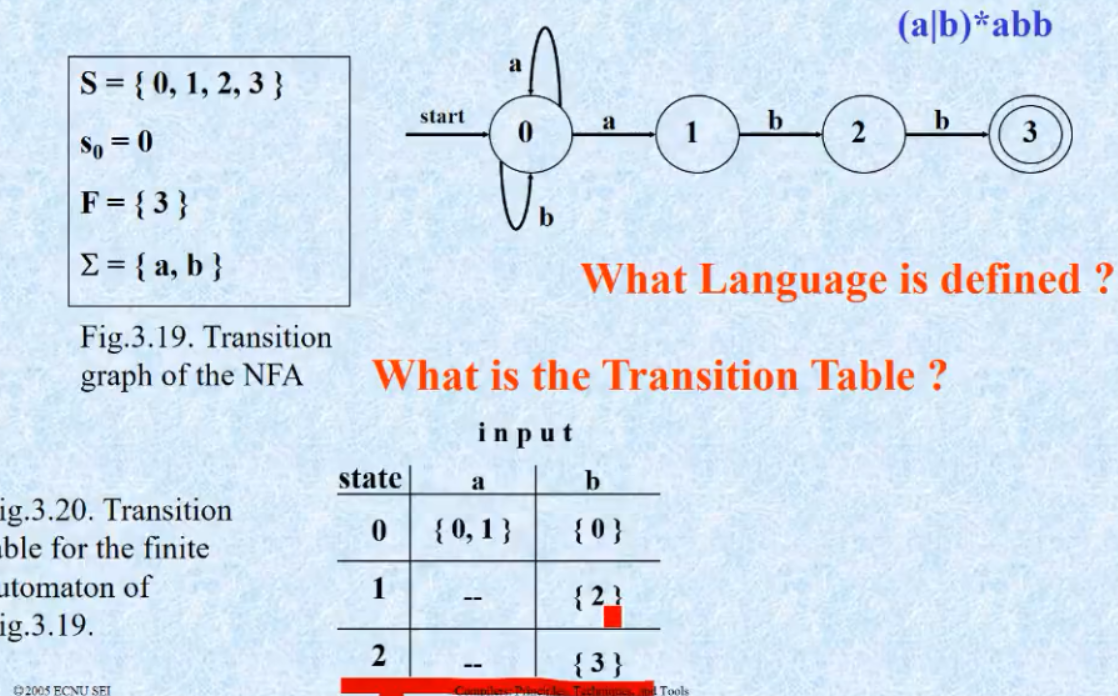 (a|b)*abb
S = { 0, 1, 2, 3 }
s₀ = 0
F = { 3 }
Σ = { a, b }
a
start
0
a
1
b
2
b
3
b
What Language is defined ?
Fig.3.19. Transition
graph of the NFA
What is the Transition Table ?
input
state a b
0 { 0, 1 } { 0 }
1 -- { 2 }
2 -- { 3 }
ig.3.20. Transition
ble for the finite
utomaton of
ig.3.19.
©2005 ECNU SEI
Compilers: Principles, Techniques, and Tools